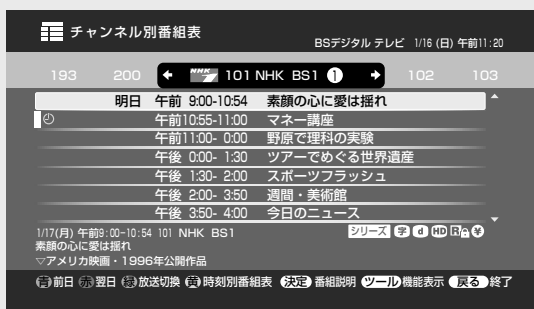 チャンネル別番組表
BSデジタル テレビ 1/16 (日) 午前11:20
193 200 NHK 101 NHK BS1 1 102 103
明日 午前 9:00-10:54 素顔の心に愛は揺れ
午前10:55-11:00 マネー講座
午前11:00- 0:00 野原で理科の実験
午後 0:00- 1:30 ツアーでめぐる世界遺産
午後 1:30- 2:00 スポーツフラッシュ
午後 2:00- 3:50 週間・美術館
午後 3:50- 4:00 今日のニュース
1/17(月) 午前9:00-10:54 101 NHK BS1 シリーズ 字 d HD R ¥
素顔の心に愛は揺れ
▽アメリカ映画・1996年公開作品
青 前日 赤 翌日 緑 放送切換 黄 時刻別番組表 決定 番組説明 ツール 機能表示 戻る 終了